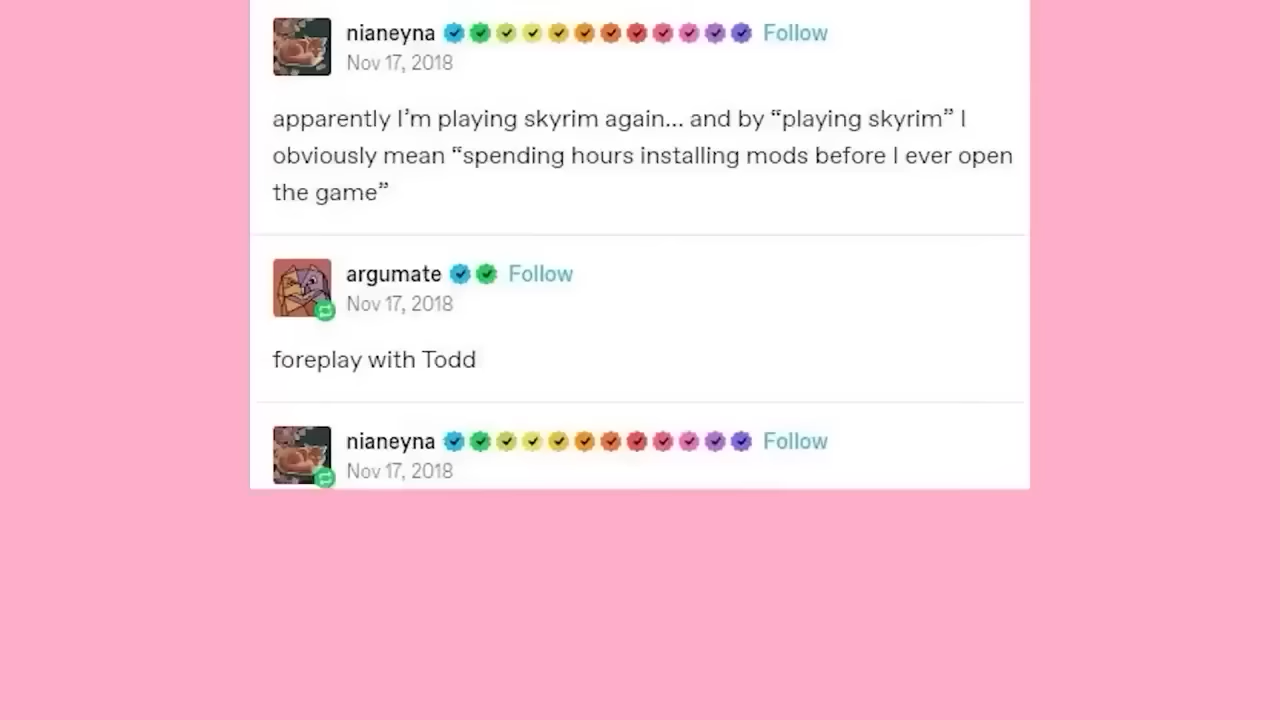 nianeyna Follow
Nov 17, 2018
apparently I’m playing skyrim again... and by “playing skyrim” I
obviously mean “spending hours installing mods before I ever open
the game”
argumate Follow
Nov 17, 2018
foreplay with Todd
nianeyna Follow
Nov 17, 2018